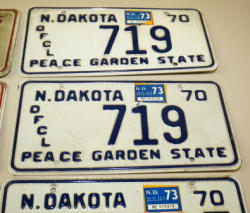 N.DAKOTA 73 70
OFCL 719
PEACE GARDEN STATE
N.DAKOTA N.D. 73 70
OFCL 719
PEACE GARDEN STATE
N.DAKOTA N.D. 73 70